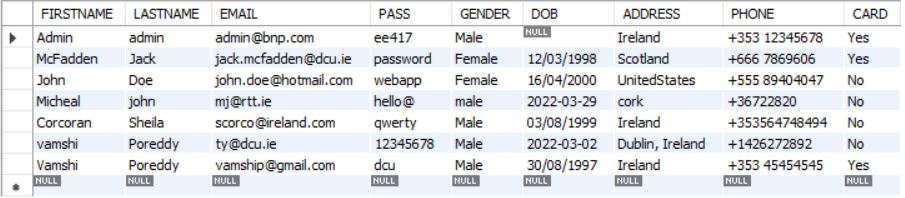 FIRSTNAME LASTNAME EMAIL PASS GENDER DOB ADDRESS PHONE CARD
Admin admin admin@bnp.com ee417 Male NULL Ireland +353 12345678 Yes
McFadden Jack jack.mcfadden@dcu.ie password Female 12/03/1998 Scotland +666 7869606 Yes
John Doe john.doe@hotmail.com webapp Female 16/04/2000 UnitedStates +555 89404047 No
Micheal john mj@rtt.ie hello@ male 2022-03-29 cork +36722820 No
Corcoran Sheila scorco@ireland.com qwerty Male 03/08/1999 Ireland +353564748494 No
vamshi Poreddy ty@dcu.ie 12345678 Male 2022-03-02 Dublin, Ireland +1426272892 No
Vamshi Poreddy vamship@gmail.com dcu Male 30/08/1997 Ireland +353 45454545 Yes
NULL NULL NULL NULL NULL NULL NULL NULL NULL